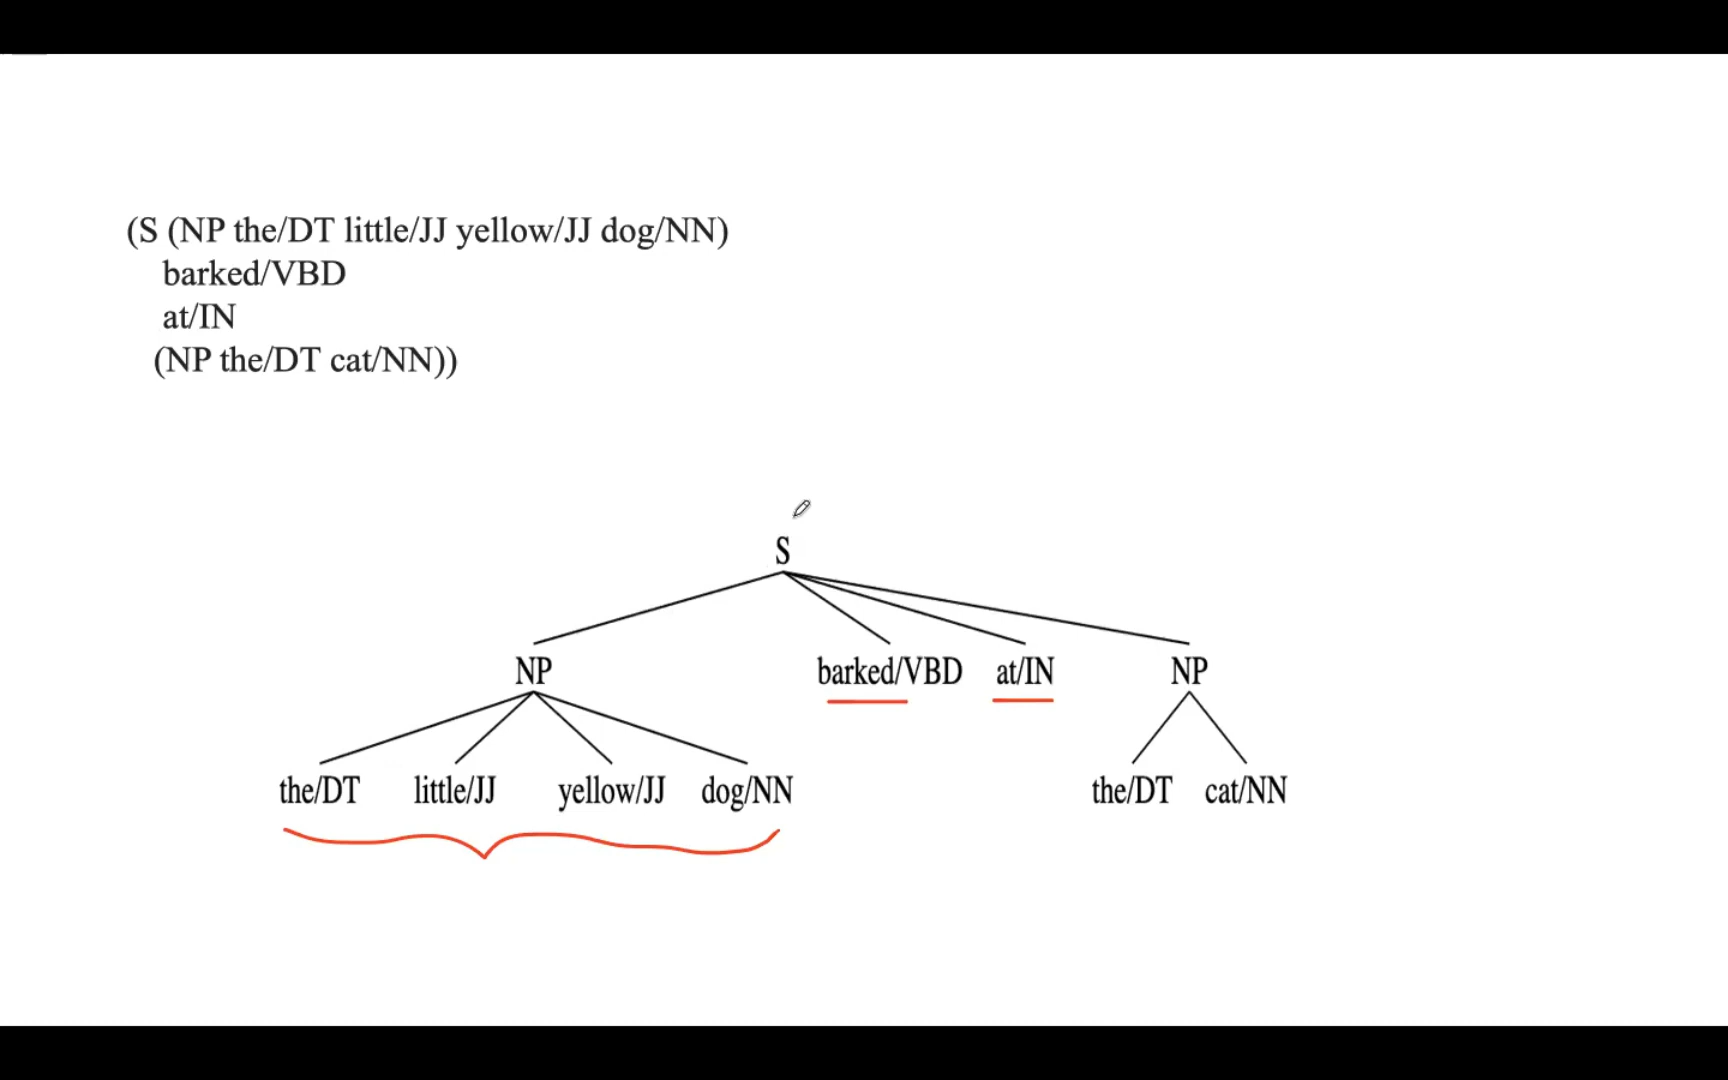 (S (NP the/DT little/JJ yellow/JJ dog/NN)
barked/VBD
at/IN
(NP the/DT cat/NN))
S
NP barked/VBD at/IN NP
the/DT little/JJ yellow/JJ dog/NN the/DT cat/NN